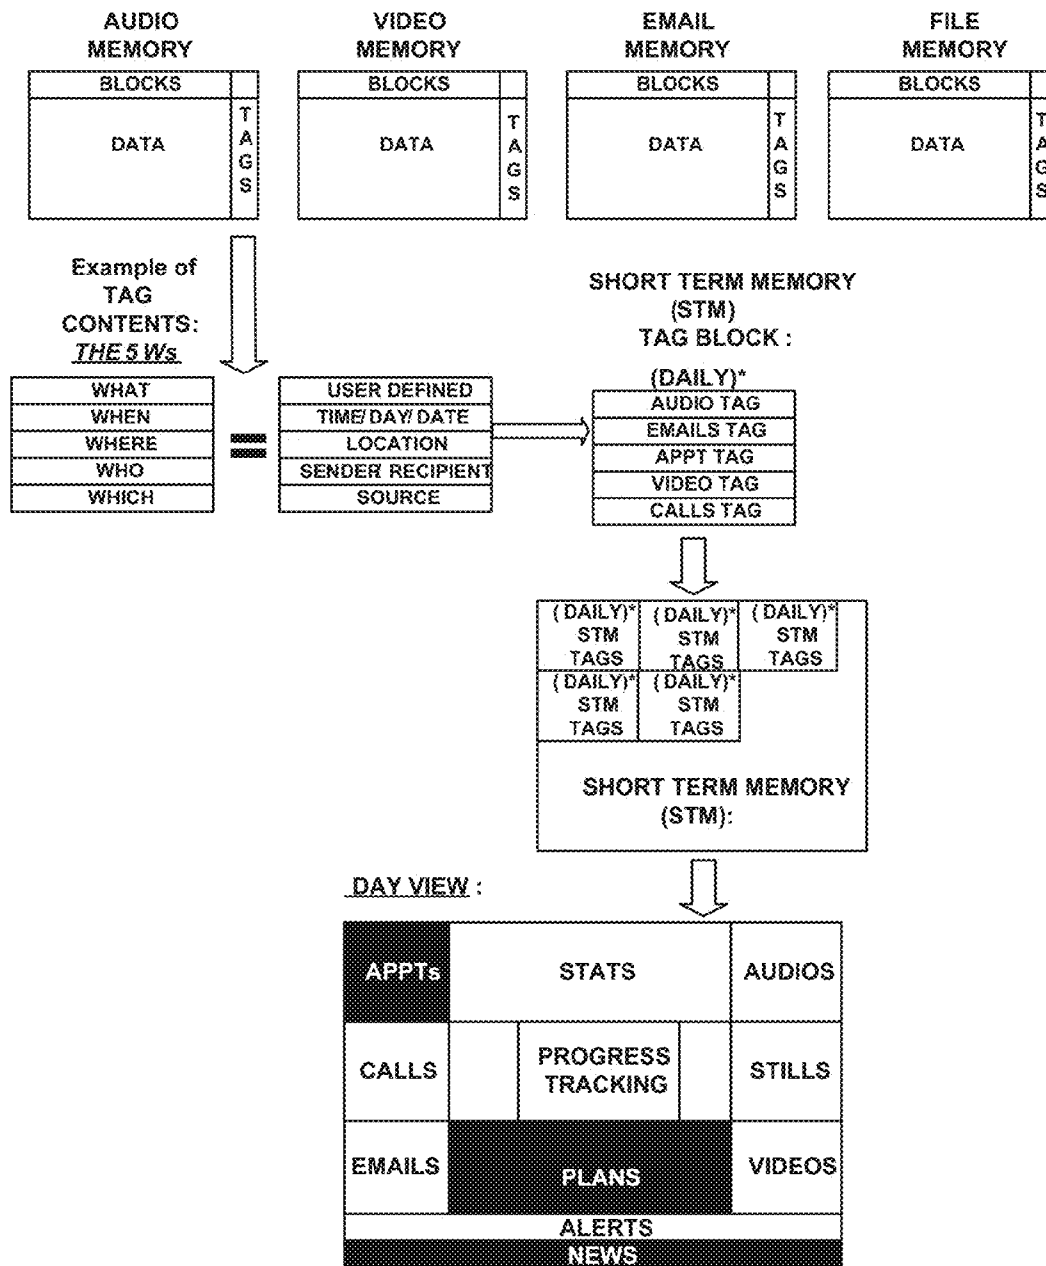 AUDIO MEMORY
VIDEO MEMORY
EMAIL MEMORY
FILE MEMORY
BLOCKS
DATA
TAGS
BLOCKS
DATA
TAGS
BLOCKS
DATA
TAGS
BLOCKS
DATA
TAGS
Example of
TAG
CONTENTS:
THE 5 Ws
WHAT
WHEN
WHERE
WHO
WHICH
=
USER DEFINED
TIME/ DAY/ DATE
LOCATION
SENDER RECIPIENT
SOURCE
SHORT TERM MEMORY
(STM)
TAG BLOCK :
(DAILY)*
AUDIO TAG
EMAILS TAG
APPT TAG
VIDEO TAG
CALLS TAG
(DAILY)*
STM
TAGS
(DAILY)*
STM
TAGS
(DAILY)*
STM
TAGS
(DAILY)*
STM
TAGS
(DAILY)*
STM
TAGS
SHORT TERM MEMORY
(STM):
DAY VIEW :
APPTs
STATS
AUDIOS
CALLS
PROGRESS
TRACKING
STILLS
EMAILS
PLANS
VIDEOS
ALERTS
NEWS